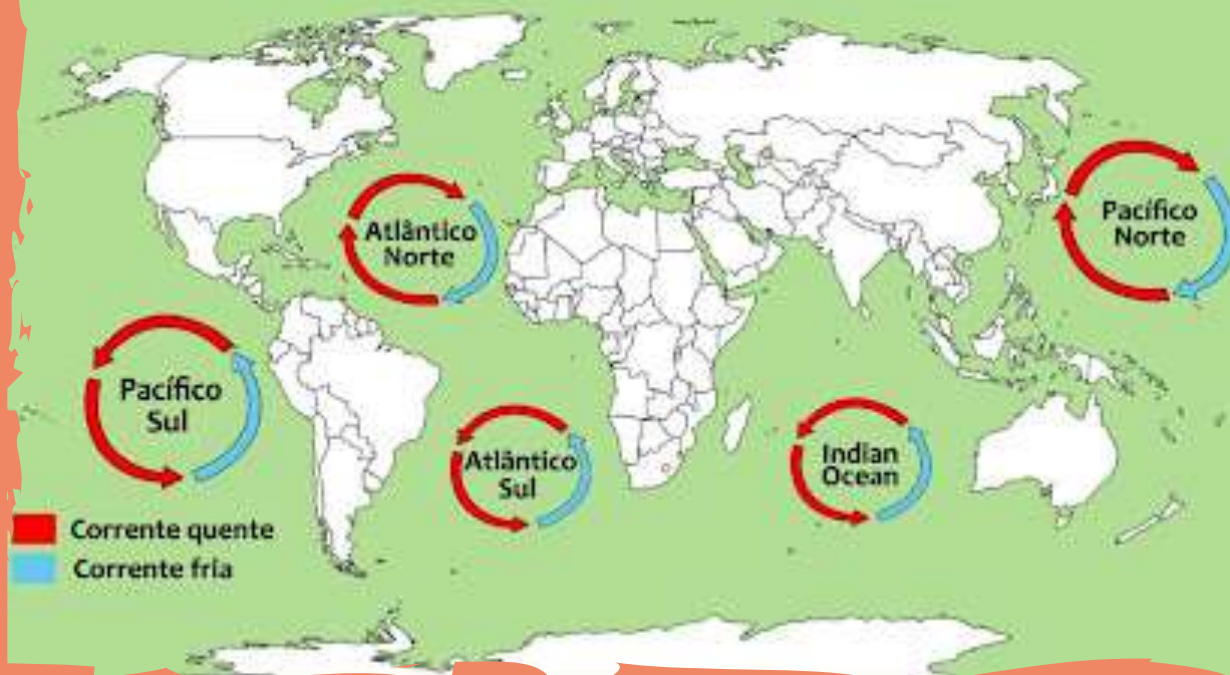 Atlântico
Norte
Pacífico
Norte
Pacífico
Sul
Atlântico
Sul
Indian
Ocean
Corrente quente
Corrente fria